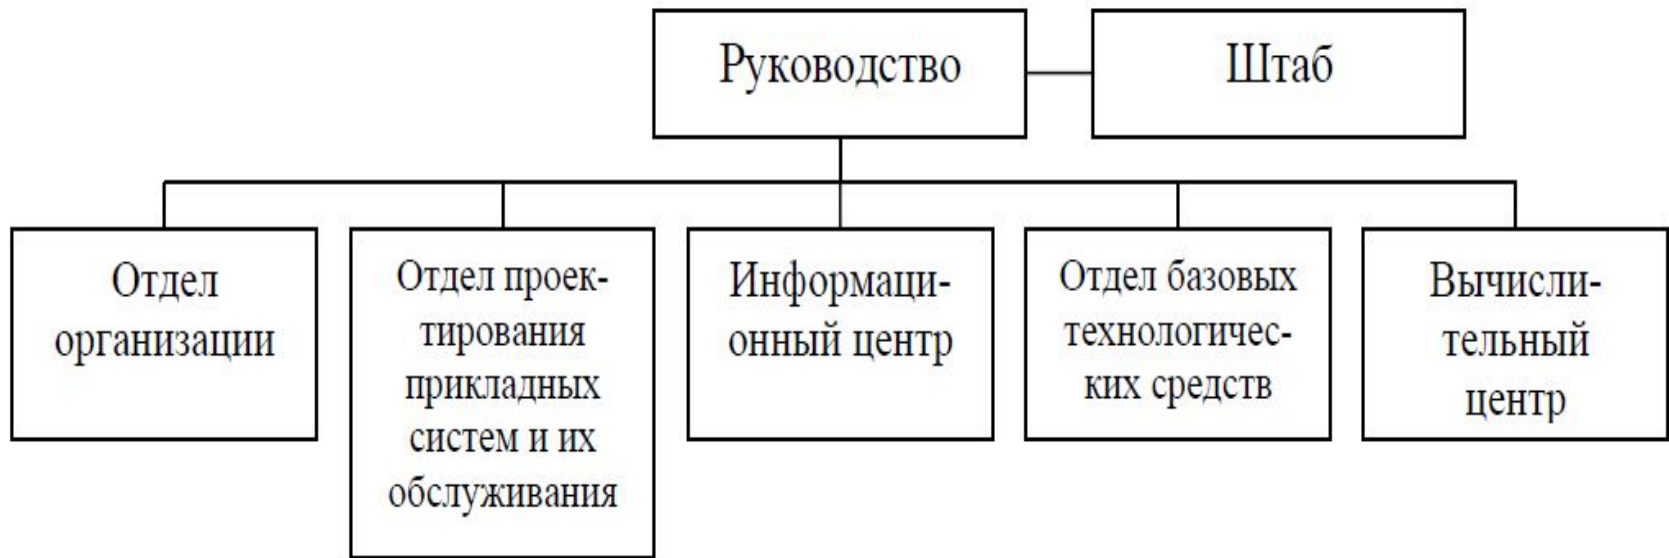 Руководство
Штаб
Отдел
организации
Отдел проек-
тирования
прикладных
систем и их
обслуживания
Информаци-
онный центр
Отдел базовых
технологичес-
ких средств
Вычисли-
тельный
центр